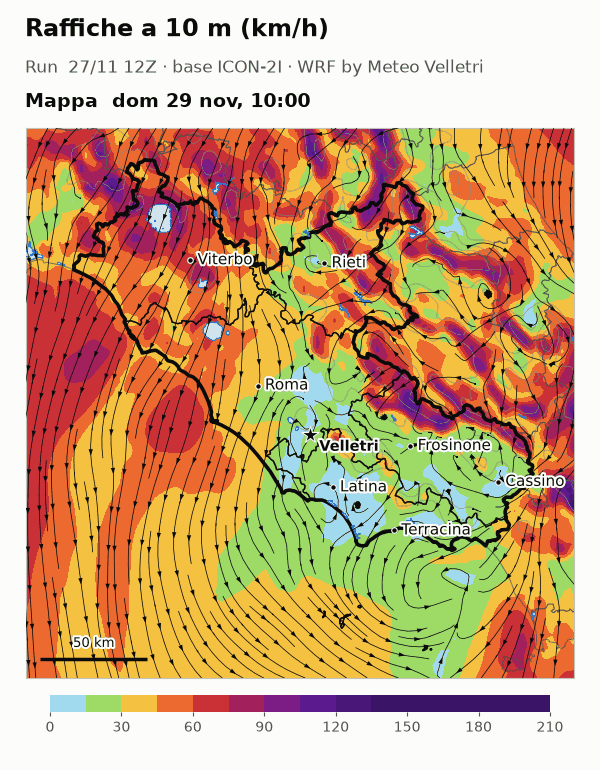 Raffiche a 10 m (km/h)
Run  27/11 12Z · base ICON-2I · WRF by Meteo Velletri
Mappa  dom 29 nov, 10:00
Viterbo
Rieti
Roma
Velletri
Frosinone
Latina
Cassino
Terracina
50 km
0 30 60 90 120 150 180 210